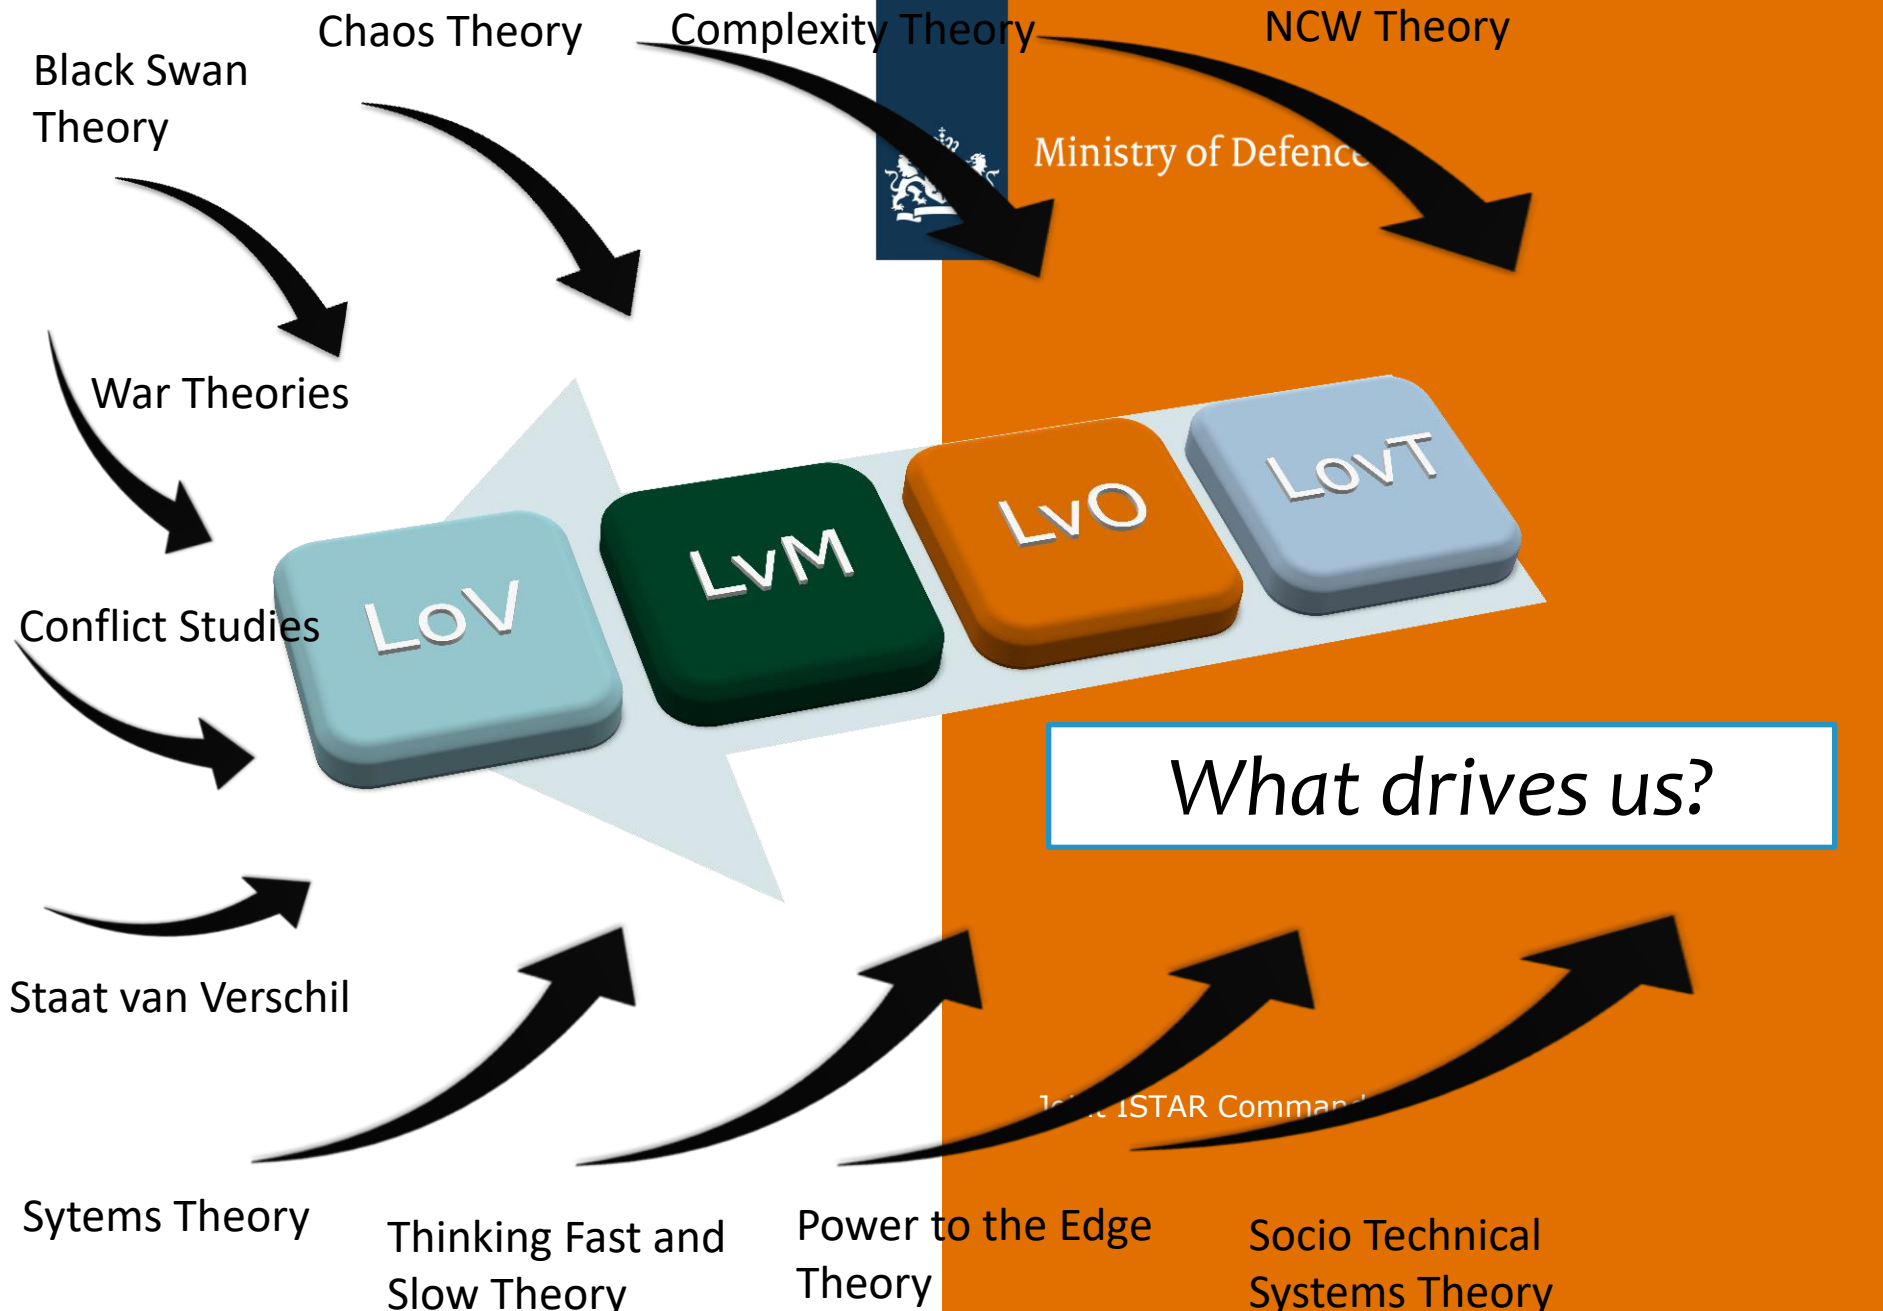 Chaos Theory
Complexity Theory
NCW Theory
Black Swan
Theory
Ministry of Defence
War Theories
LovT
LvO
LvM
LoV
Conflict Studies
What drives us?
Staat van Verschil
Joint ISTAR Command
Sytems Theory
Thinking Fast and
Slow Theory
Power to the Edge
Theory
Socio Technical
Systems Theory